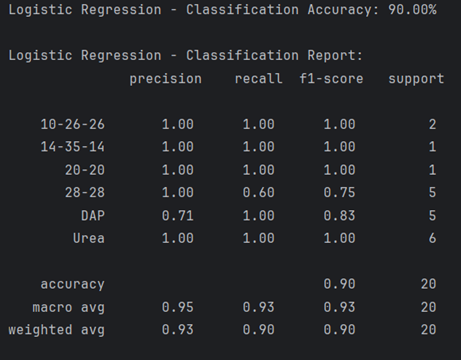 Logistic Regression - Classification Accuracy: 90.00%
Logistic Regression - Classification Report:
precision recall f1-score support
10-26-26 1.00 1.00 1.00 2
14-35-14 1.00 1.00 1.00 1
20-20 1.00 1.00 1.00 1
28-28 1.00 0.60 0.75 5
DAP 0.71 1.00 0.83 5
Urea 1.00 1.00 1.00 6
accuracy 0.90 20
macro avg 0.95 0.93 0.93 20
weighted avg 0.93 0.90 0.90 20